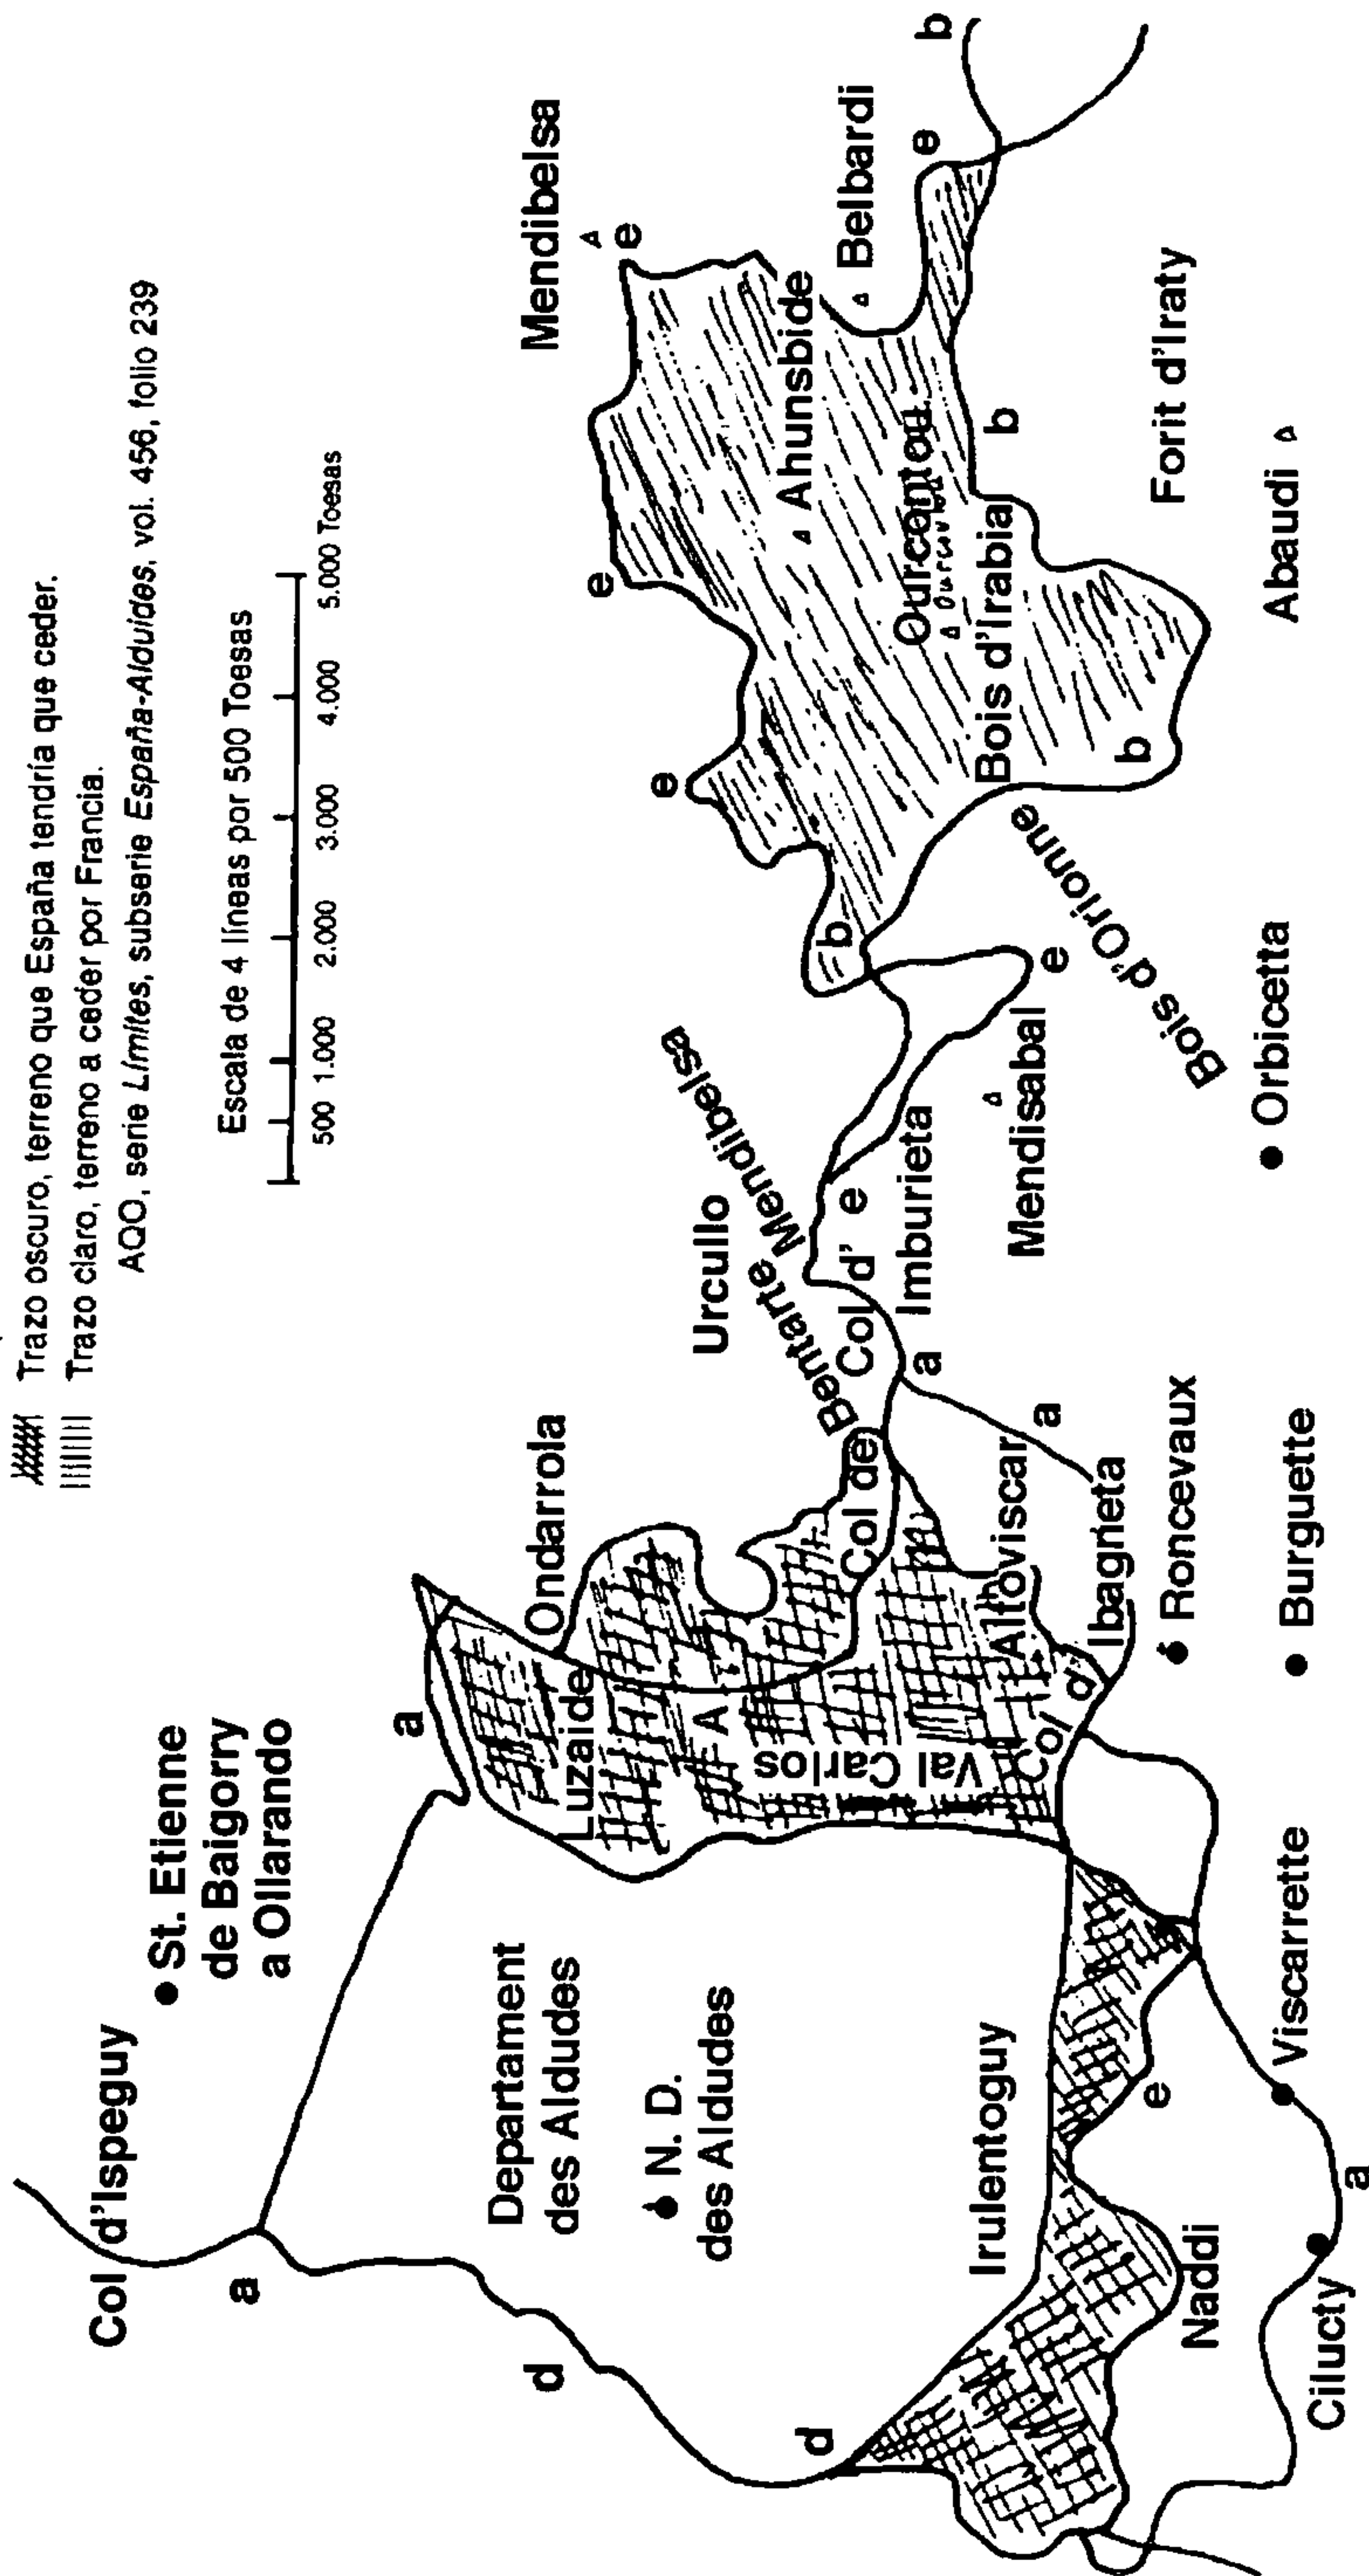 Trazo oscuro, terreno que España tendría que ceder.
Trazo claro, terreno a ceder por Francia.
AQO, serie Límites, subserie España-Alduides, vol. 456, folio 239
Escala de 4 líneas por 500 Toesas
500 1.000 2.000 3.000 4.000 5.000 Toesas
Col d'Ispeguy
a
St. Etienne
de Baigorry
a Ollarando
a
d
Departament
des Aldudes
N. D.
des Aldudes
d
Irulentoguy
Naddi
e
Cilucty
a
Viscarrette
Luzaide
A
Val Carlos
Ondarrola
Col de
Bentarte Mendibelsa
Col d'
Ibagneta
Altoviscar
a
a
Roncevaux
Burguette
Urcullo
Col d' e
Imburieta
Mendisabal
e
b
Bois d'Orionne
Orbicetta
e
e
Mendibelsa
e
Ahunsbide
Belbardi
e
b
Ourcontou
b
Bois d'Irabia
b
Forit d'Iraty
Abaudi